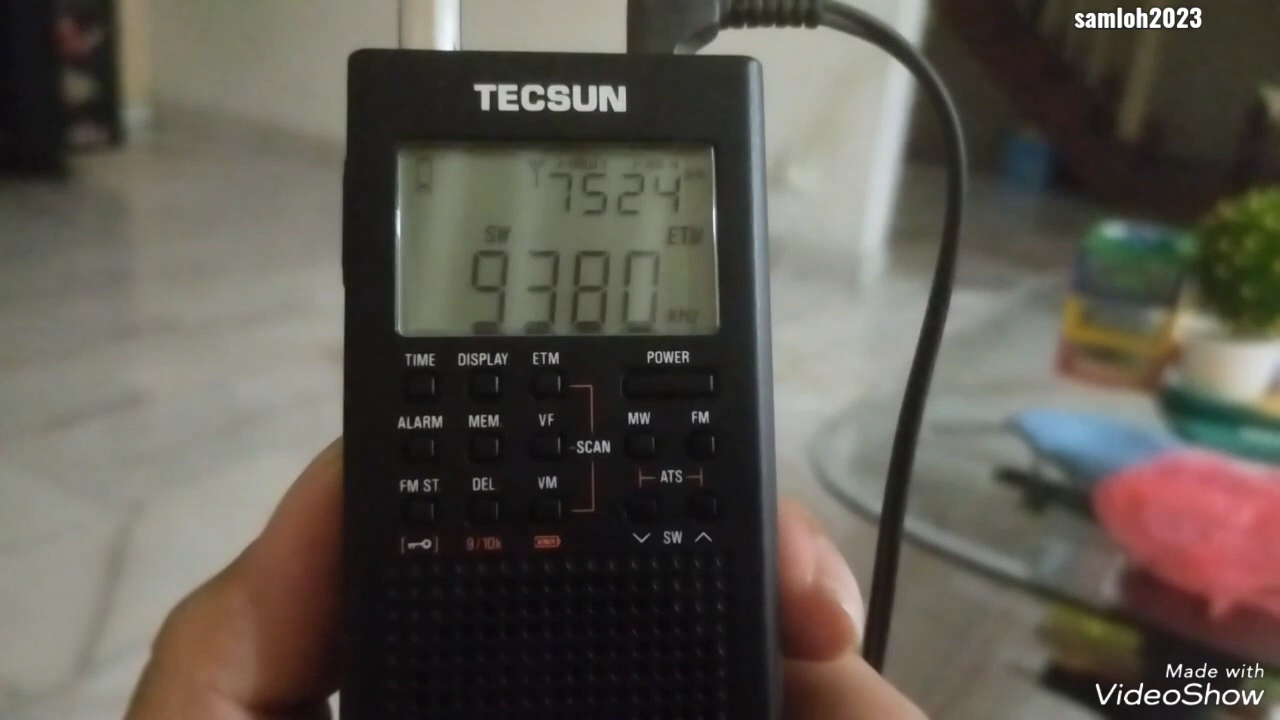 samloh2023
TECSUN
7524
SW ETM
9380
kHz
TIME DISPLAY ETM POWER
ALARM MEM VF MW FM
SCAN
FM ST DEL VM ATS
9/10k SW
Made with
VideoShow